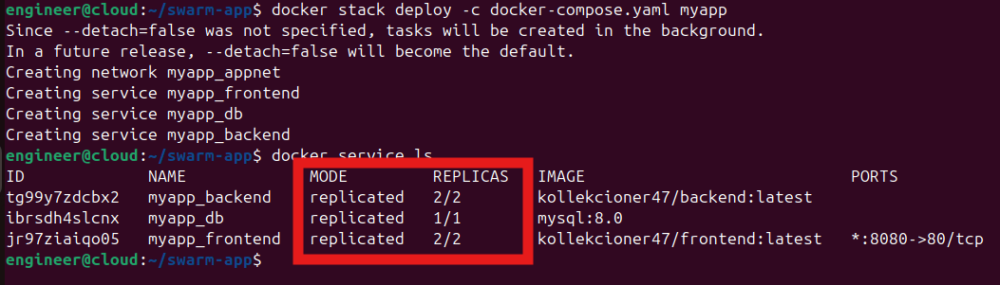 engineer@cloud:~/swarm-app$ docker stack deploy -c docker-compose.yaml myapp
Since --detach=false was not specified, tasks will be created in the background.
In a future release, --detach=false will become the default.
Creating network myapp_appnet
Creating service myapp_frontend
Creating service myapp_db
Creating service myapp_backend
engineer@cloud:~/swarm-app$ docker service ls
ID NAME MODE REPLICAS IMAGE PORTS
tg99y7zdcbx2 myapp_backend replicated 2/2 kollekcioner47/backend:latest
ibrsdh4slcnx myapp_db replicated 1/1 mysql:8.0
jr97ziaiqo05 myapp_frontend replicated 2/2 kollekcioner47/frontend:latest *:8080->80/tcp
engineer@cloud:~/swarm-app$